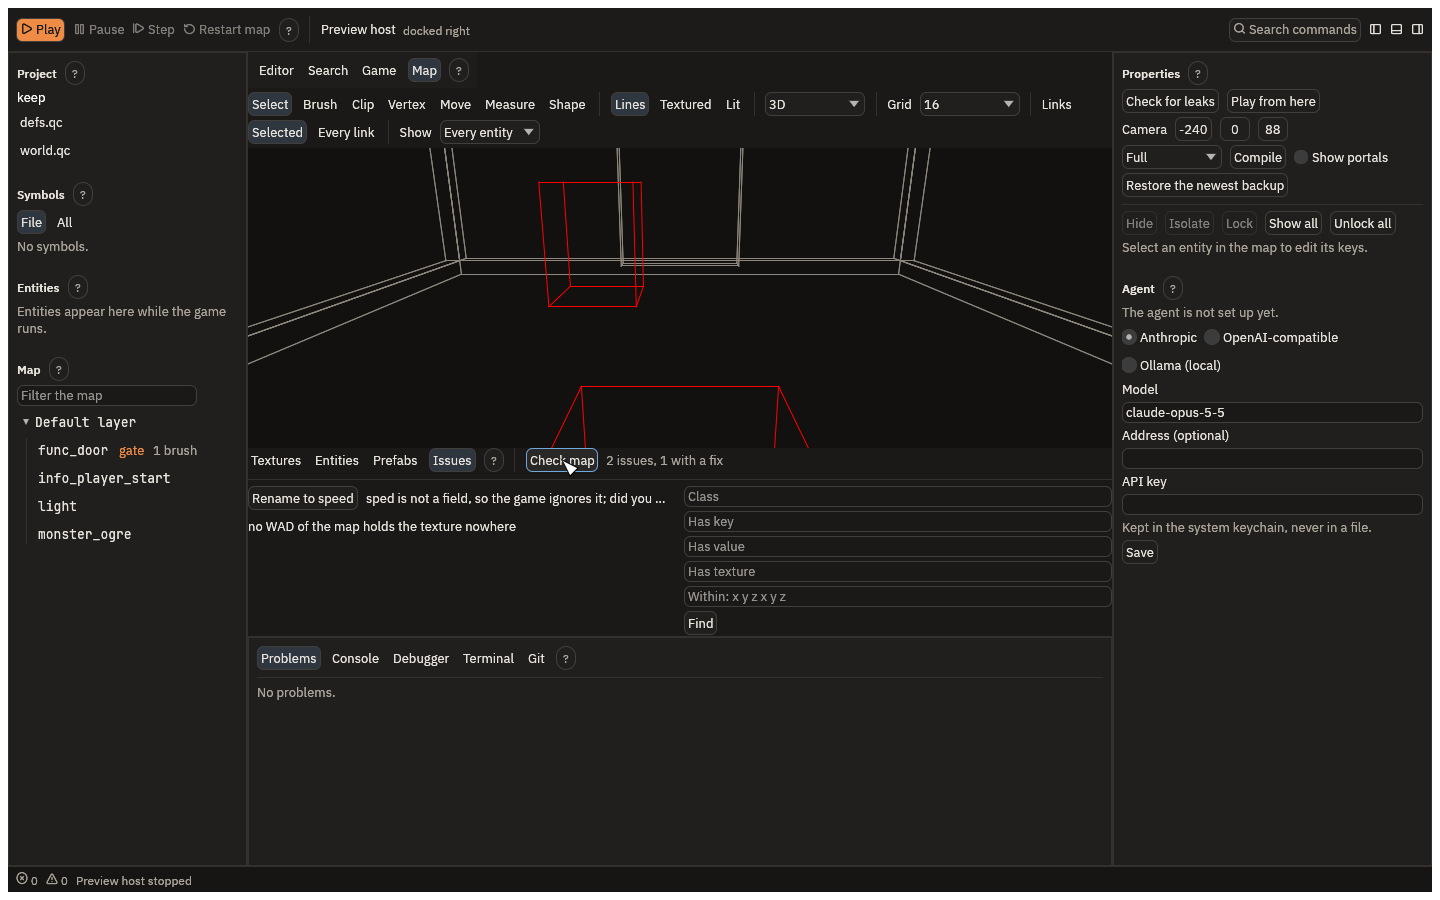 Play Pause Step Restart map ? Preview host docked right Search commands
Project ?
keep
defs.qc
world.qc
Symbols ?
File All
No symbols.
Entities ?
Entities appear here while the game
runs.
Map ?
Filter the map
Default layer
func_door gate 1 brush
info_player_start
light
monster_ogre
Editor Search Game Map ?
Select Brush Clip Vertex Move Measure Shape Lines Textured Lit 3D Grid 16 Links
Selected Every link Show Every entity
Textures Entities Prefabs Issues ? Check map 2 issues, 1 with a fix
Rename to speed sped is not a field, so the game ignores it; did you ...
no WAD of the map holds the texture nowhere
Class
Has key
Has value
Has texture
Within: x y z x y z
Find
Problems Console Debugger Terminal Git ?
No problems.
Properties ?
Check for leaks Play from here
Camera -240 0 88
Full Compile Show portals
Restore the newest backup
Hide Isolate Lock Show all Unlock all
Select an entity in the map to edit its keys.
Agent ?
The agent is not set up yet.
Anthropic OpenAI-compatible
Ollama (local)
Model
claude-opus-5-5
Address (optional)
API key
Kept in the system keychain, never in a file.
Save
0 0 Preview host stopped